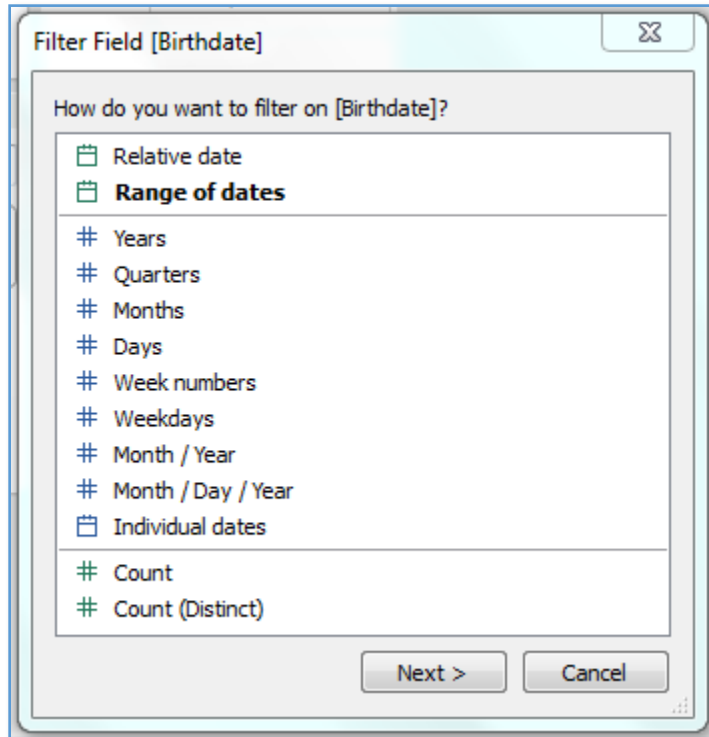 Filter Field [Birthdate]
How do you want to filter on [Birthdate]?
Relative date
Range of dates
Years
Quarters
Months
Days
Week numbers
Weekdays
Month / Year
Month / Day / Year
Individual dates
Count
Count (Distinct)
Next > Cancel